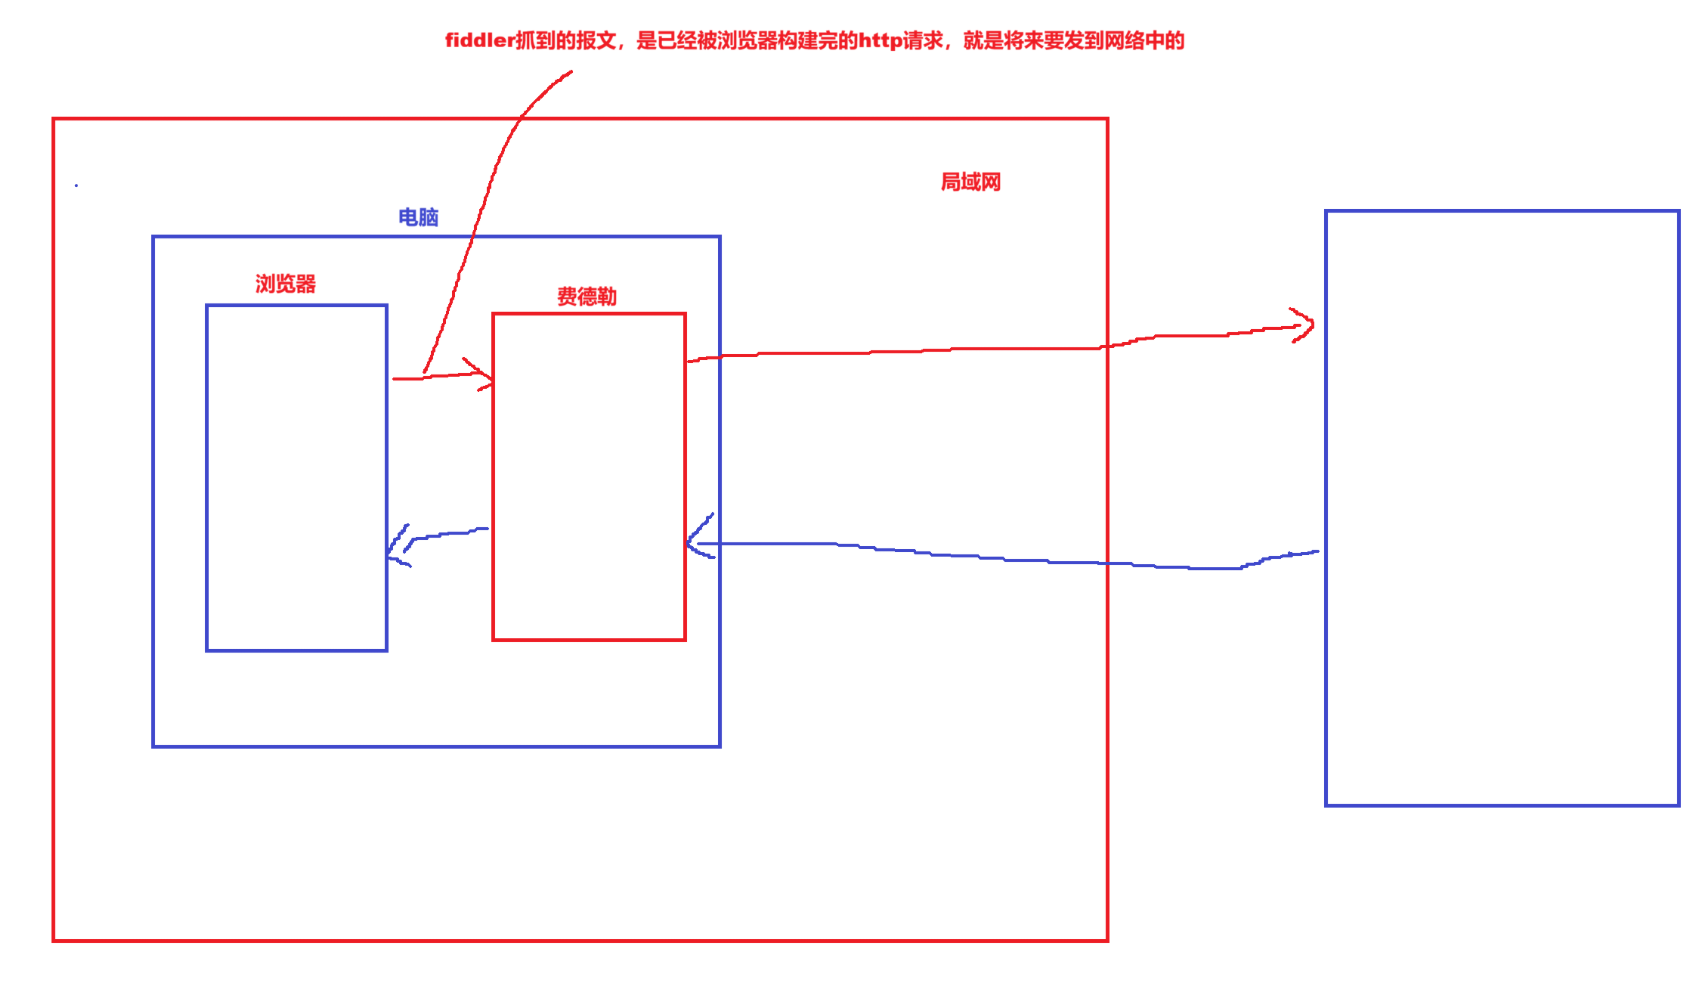 fiddler抓到的报文，是已经被浏览器构建完的http请求，就是将来要发到网络中的
局域网
电脑
浏览器
费德勒